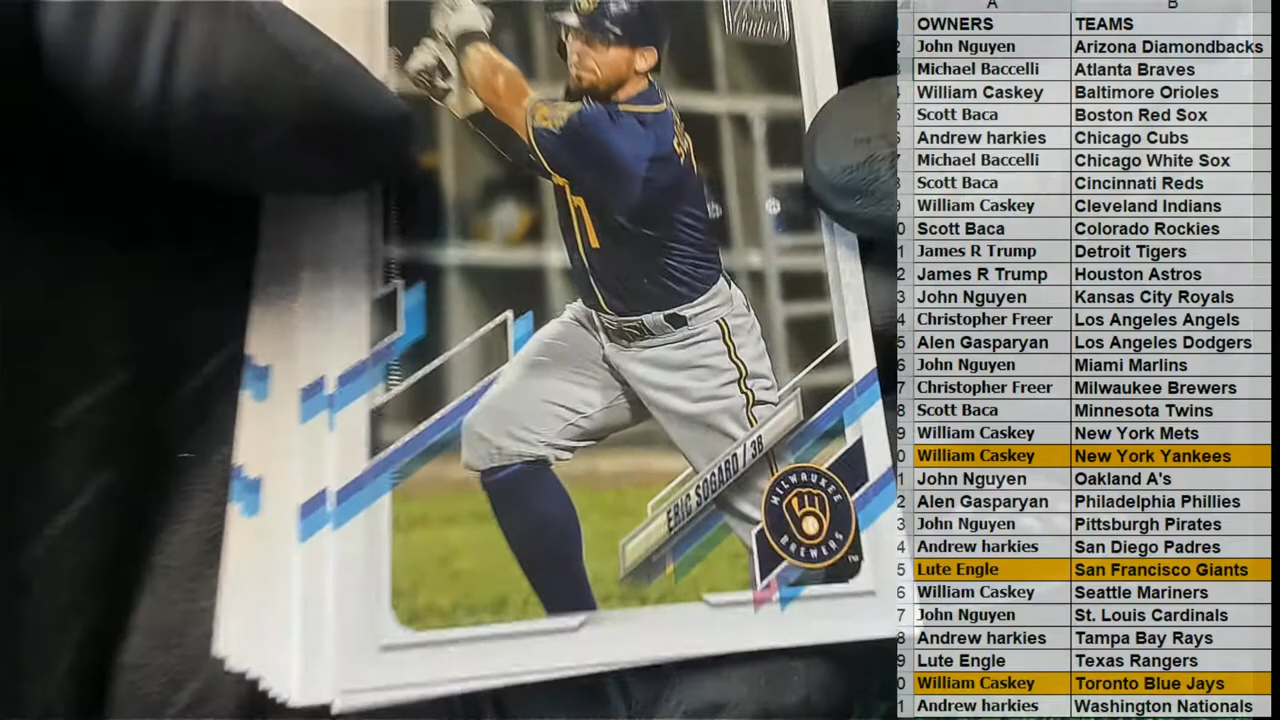 ERIC SOGARD / 3B
MILWAUKEE
BREWERS
TM
A B
OWNERS TEAMS
John Nguyen Arizona Diamondbacks
Michael Baccelli Atlanta Braves
William Caskey Baltimore Orioles
Scott Baca Boston Red Sox
Andrew harkies Chicago Cubs
Michael Baccelli Chicago White Sox
Scott Baca Cincinnati Reds
William Caskey Cleveland Indians
Scott Baca Colorado Rockies
James R Trump Detroit Tigers
James R Trump Houston Astros
John Nguyen Kansas City Royals
Christopher Freer Los Angeles Angels
Alen Gasparyan Los Angeles Dodgers
John Nguyen Miami Marlins
Christopher Freer Milwaukee Brewers
Scott Baca Minnesota Twins
William Caskey New York Mets
William Caskey New York Yankees
John Nguyen Oakland A's
Alen Gasparyan Philadelphia Phillies
John Nguyen Pittsburgh Pirates
Andrew harkies San Diego Padres
Lute Engle San Francisco Giants
William Caskey Seattle Mariners
John Nguyen St. Louis Cardinals
Andrew harkies Tampa Bay Rays
Lute Engle Texas Rangers
William Caskey Toronto Blue Jays
Andrew harkies Washington Nationals